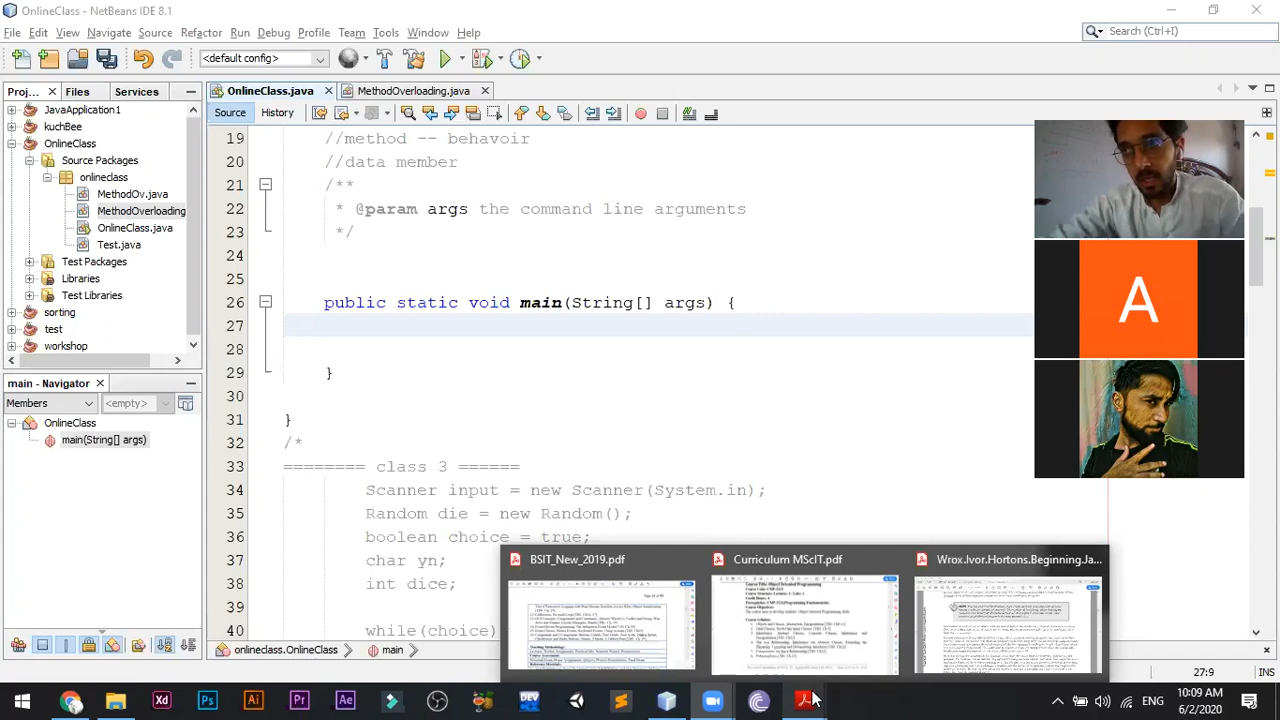 OnlineClass - NetBeans IDE 8.1
File Edit View Navigate Source Refactor Run Debug Profile Team Tools Window Help
Search (Ctrl+I)
<default config>
Proj... Files Services
OnlineClass.java MethodOverloading.java
Source History
JavaApplication1
kuchBee
OnlineClass
Source Packages
onlineclass
MethodOv.java
MethodOverloading
OnlineClass.java
Test.java
Test Packages
Libraries
Test Libraries
sorting
test
workshop
main - Navigator
Members <empty>
OnlineClass
main(String[] args)
19 //method -- behavoir
20 //data member
21 /**
22 * @param args the command line arguments
23 */
24
25
26 public static void main(String[] args) {
27
28
29 }
30
31 }
32 /*
33 ======== class 3 ======
34 Scanner input = new Scanner(System.in);
35 Random die = new Random();
36 boolean choice = true;
37 char yn;
38 int dice;
39
40 while(choice)
A
BSIT_New_2019.pdf
Curriculum MScIT.pdf
Wrox.Ivor.Hortons.Beginning.Ja...
main
INS
Xd Ps Ai Pr Ae DEV
ENG
10:09 AM
6/2/2020